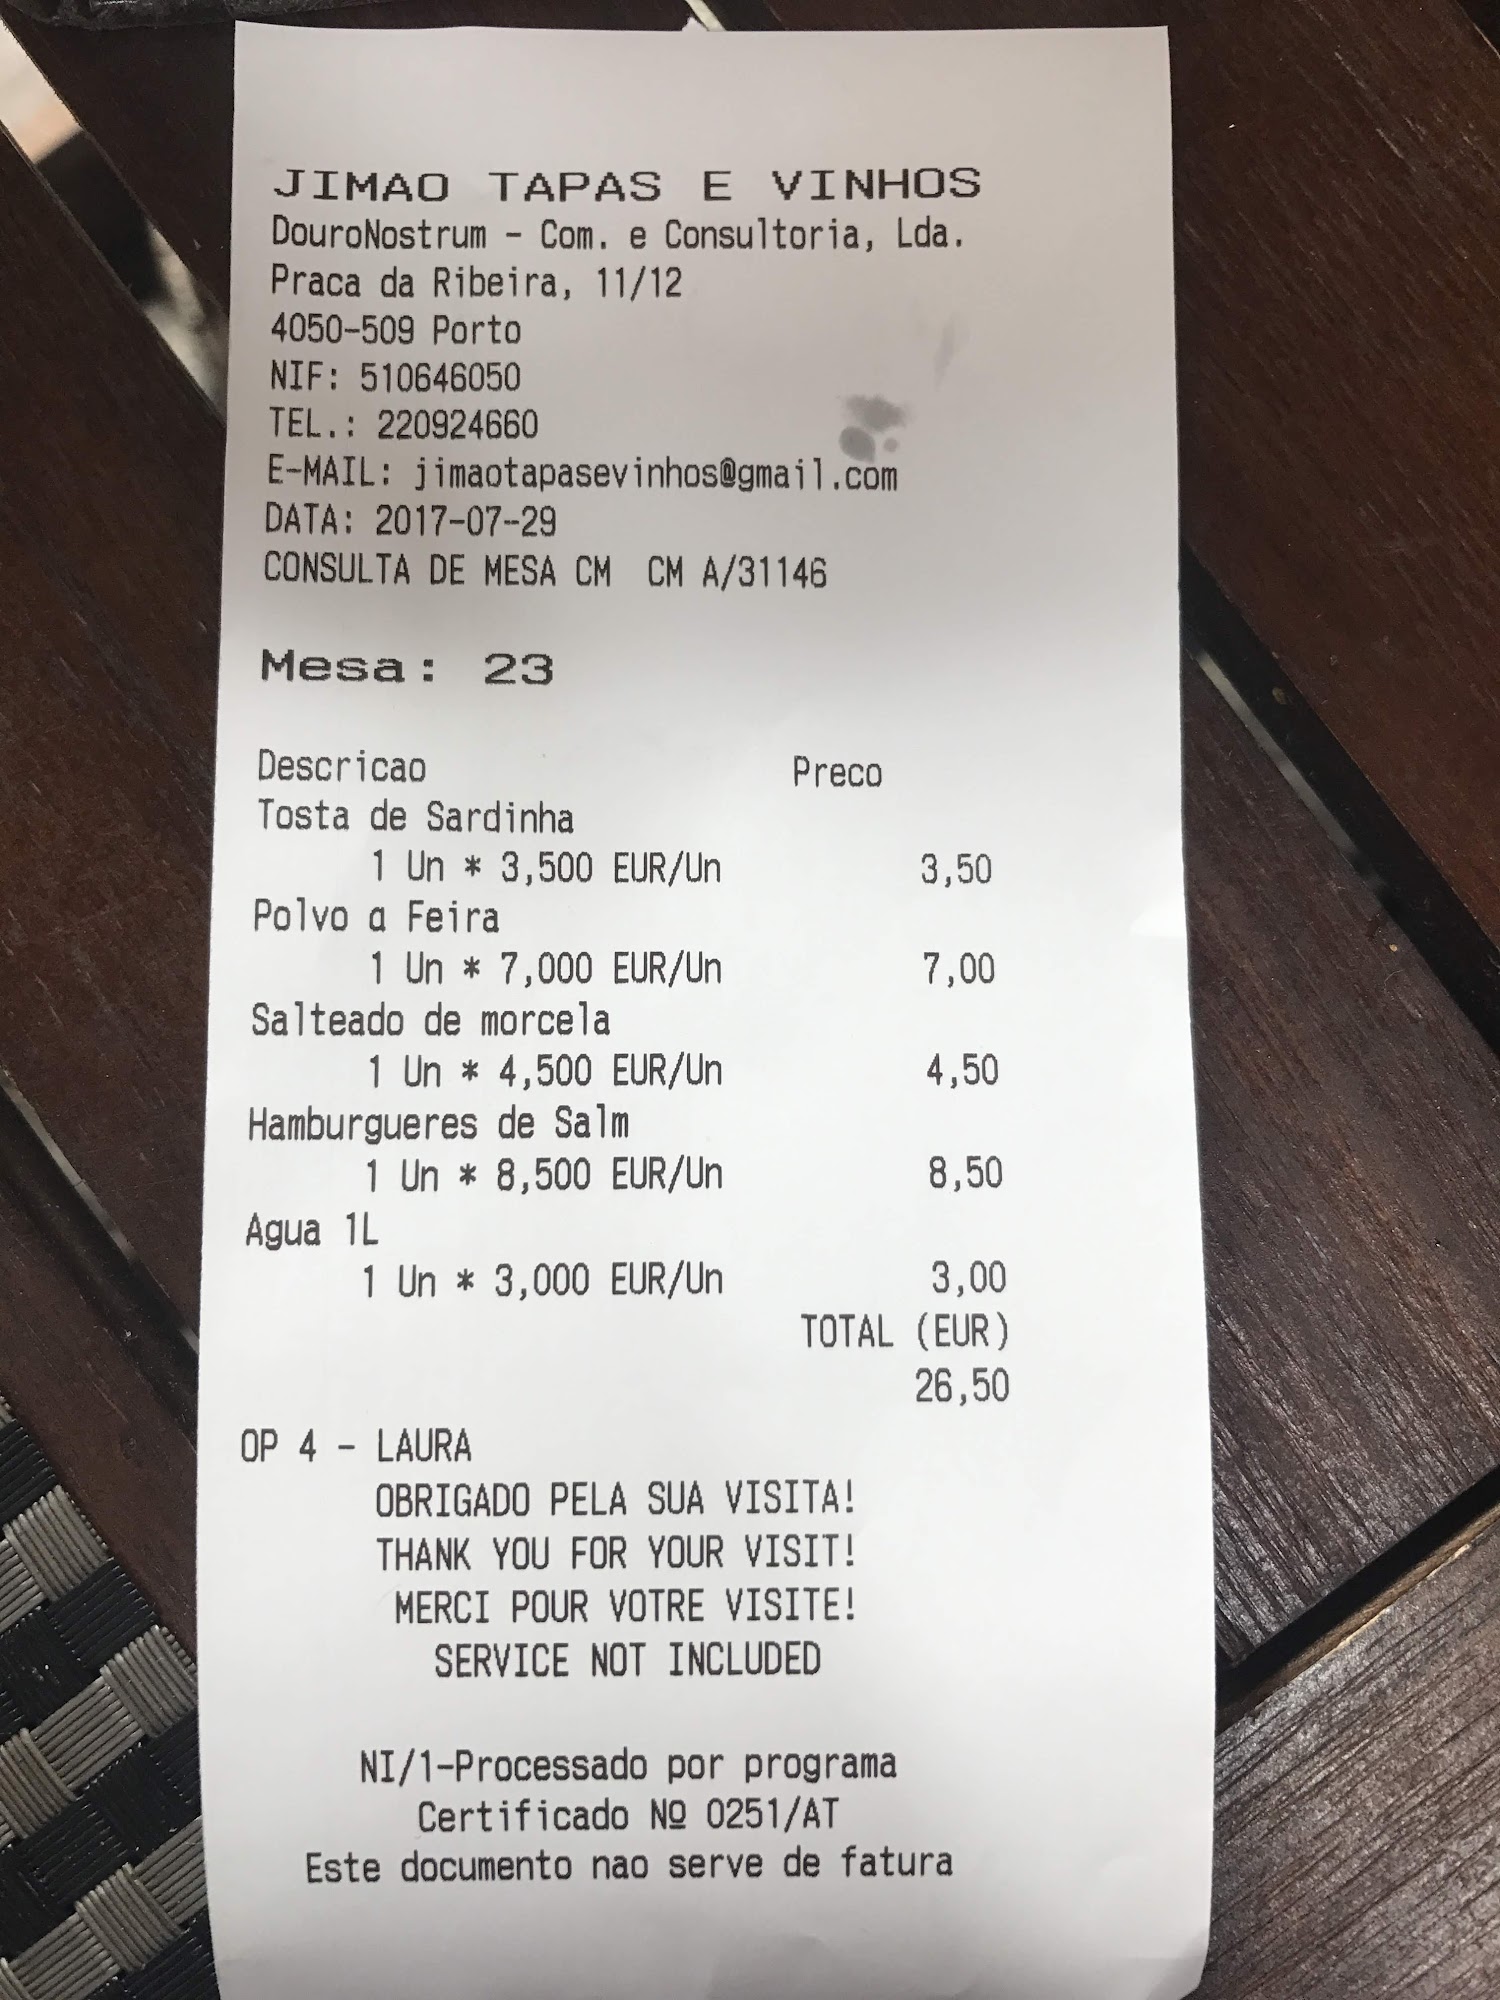 JIMAO TAPAS E VINHOS
DouroNostrum - Com. e Consultoria, Lda.
Praca da Ribeira, 11/12
4050-509 Porto
NIF: 510646050
TEL.: 220924660
E-MAIL: jimaotapasevinhos@gmail.com
DATA: 2017-07-29
CONSULTA DE MESA CM CM A/31146
Mesa: 23
Descricao Preco
Tosta de Sardinha
1 Un * 3,500 EUR/Un 3,50
Polvo a Feira
1 Un * 7,000 EUR/Un 7,00
Salteado de morcela
1 Un * 4,500 EUR/Un 4,50
Hamburgueres de Salm
1 Un * 8,500 EUR/Un 8,50
Agua 1L
1 Un * 3,000 EUR/Un 3,00
TOTAL (EUR)
26,50
OP 4 - LAURA
OBRIGADO PELA SUA VISITA!
THANK YOU FOR YOUR VISIT!
MERCI POUR VOTRE VISITE!
SERVICE NOT INCLUDED
NI/1-Processado por programa
Certificado Nº 0251/AT
Este documento nao serve de fatura